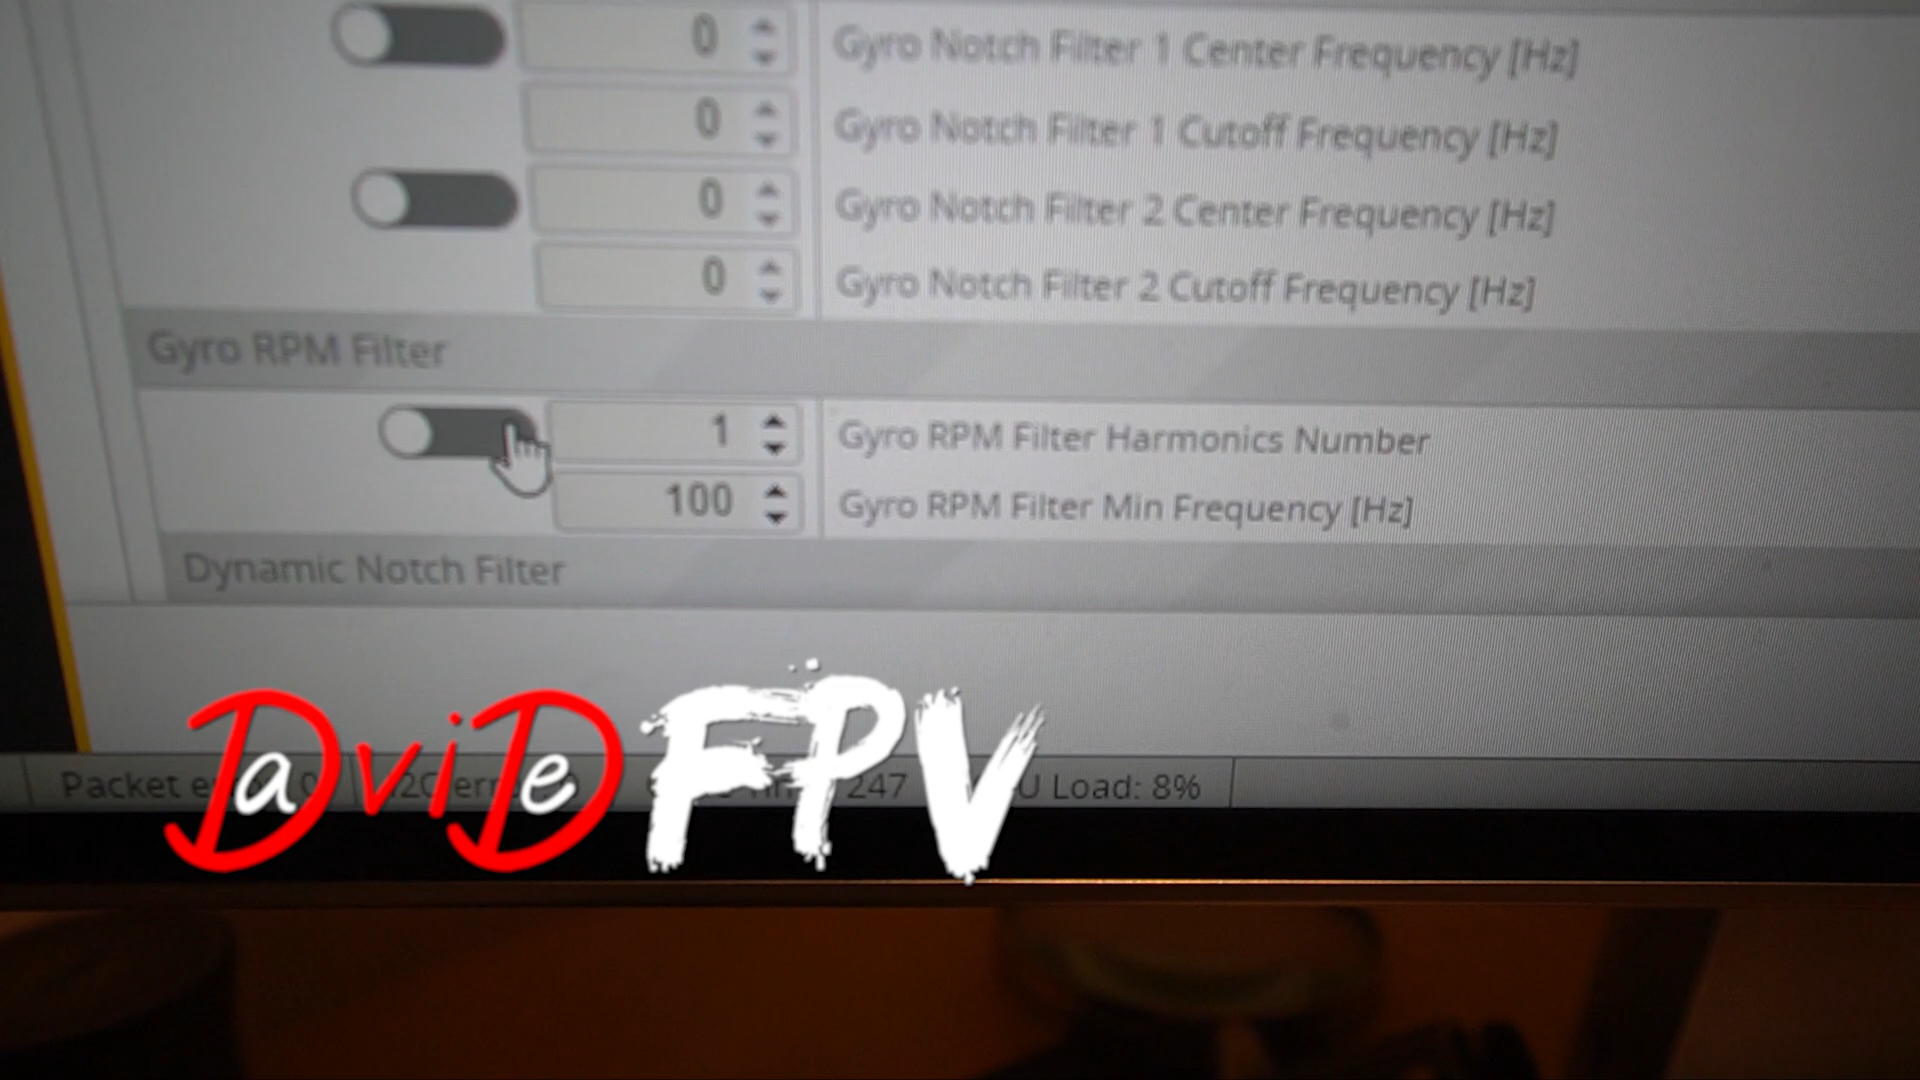 0 Gyro Notch Filter 1 Center Frequency [Hz]
0 Gyro Notch Filter 1 Cutoff Frequency [Hz]
0 Gyro Notch Filter 2 Center Frequency [Hz]
0 Gyro Notch Filter 2 Cutoff Frequency [Hz]
Gyro RPM Filter
1 Gyro RPM Filter Harmonics Number
100 Gyro RPM Filter Min Frequency [Hz]
Dynamic Notch Filter
DaviDe FPV
Packet 247 Load: 8%